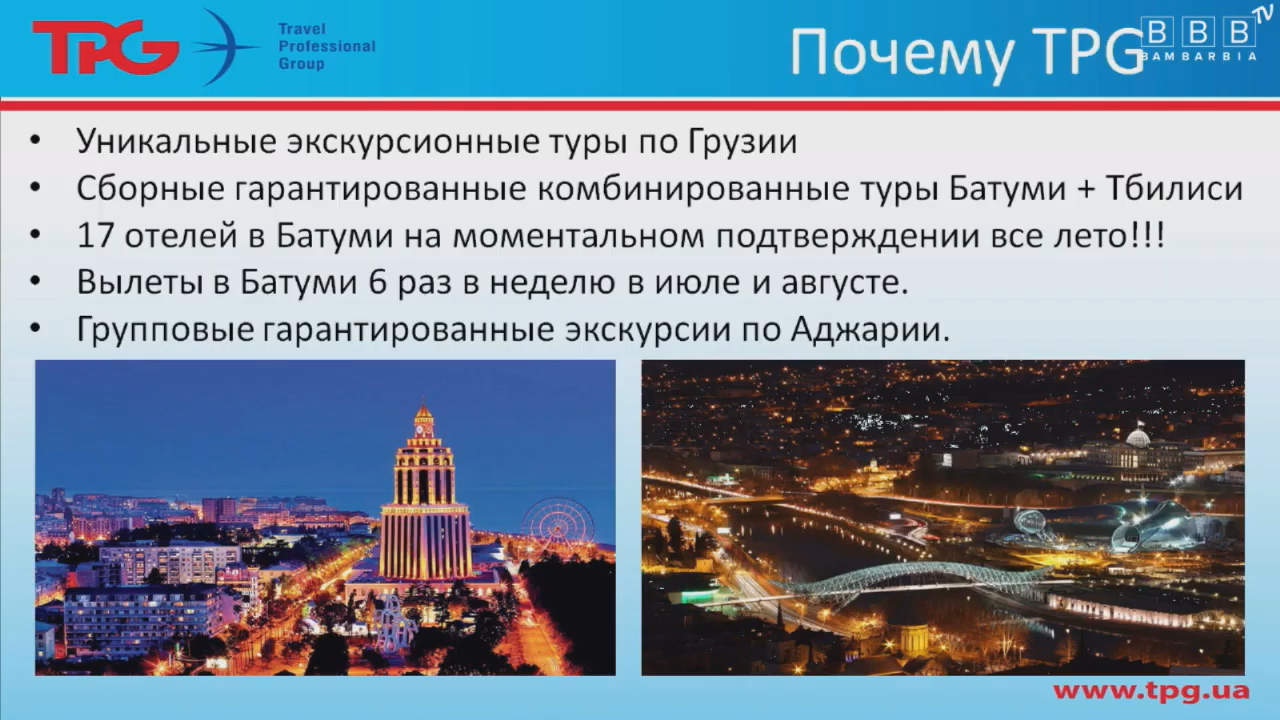 TPG
Travel
Professional
Group
Почему TPG
BBB TV
BAMBARBIA
• Уникальные экскурсионные туры по Грузии
• Сборные гарантированные комбинированные туры Батуми + Тбилиси
• 17 отелей в Батуми на моментальном подтверждении все лето!!!
• Вылеты в Батуми 6 раз в неделю в июле и августе.
• Групповые гарантированные экскурсии по Аджарии.
www.tpg.ua